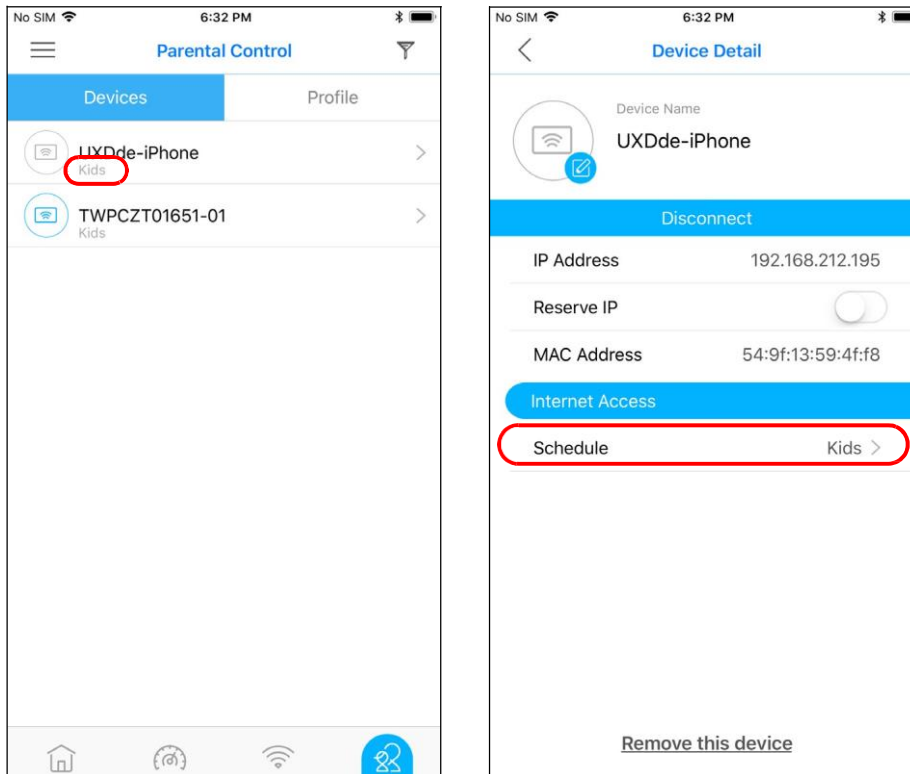 No SIM 6:32 PM
Parental Control
Devices Profile
UXDde-iPhone
Kids
TWPCZT01651-01
Kids
No SIM 6:32 PM
Device Detail
Device Name
UXDde-iPhone
Disconnect
IP Address 192.168.212.195
Reserve IP
MAC Address 54:9f:13:59:4f:f8
Internet Access
Schedule Kids
Remove this device